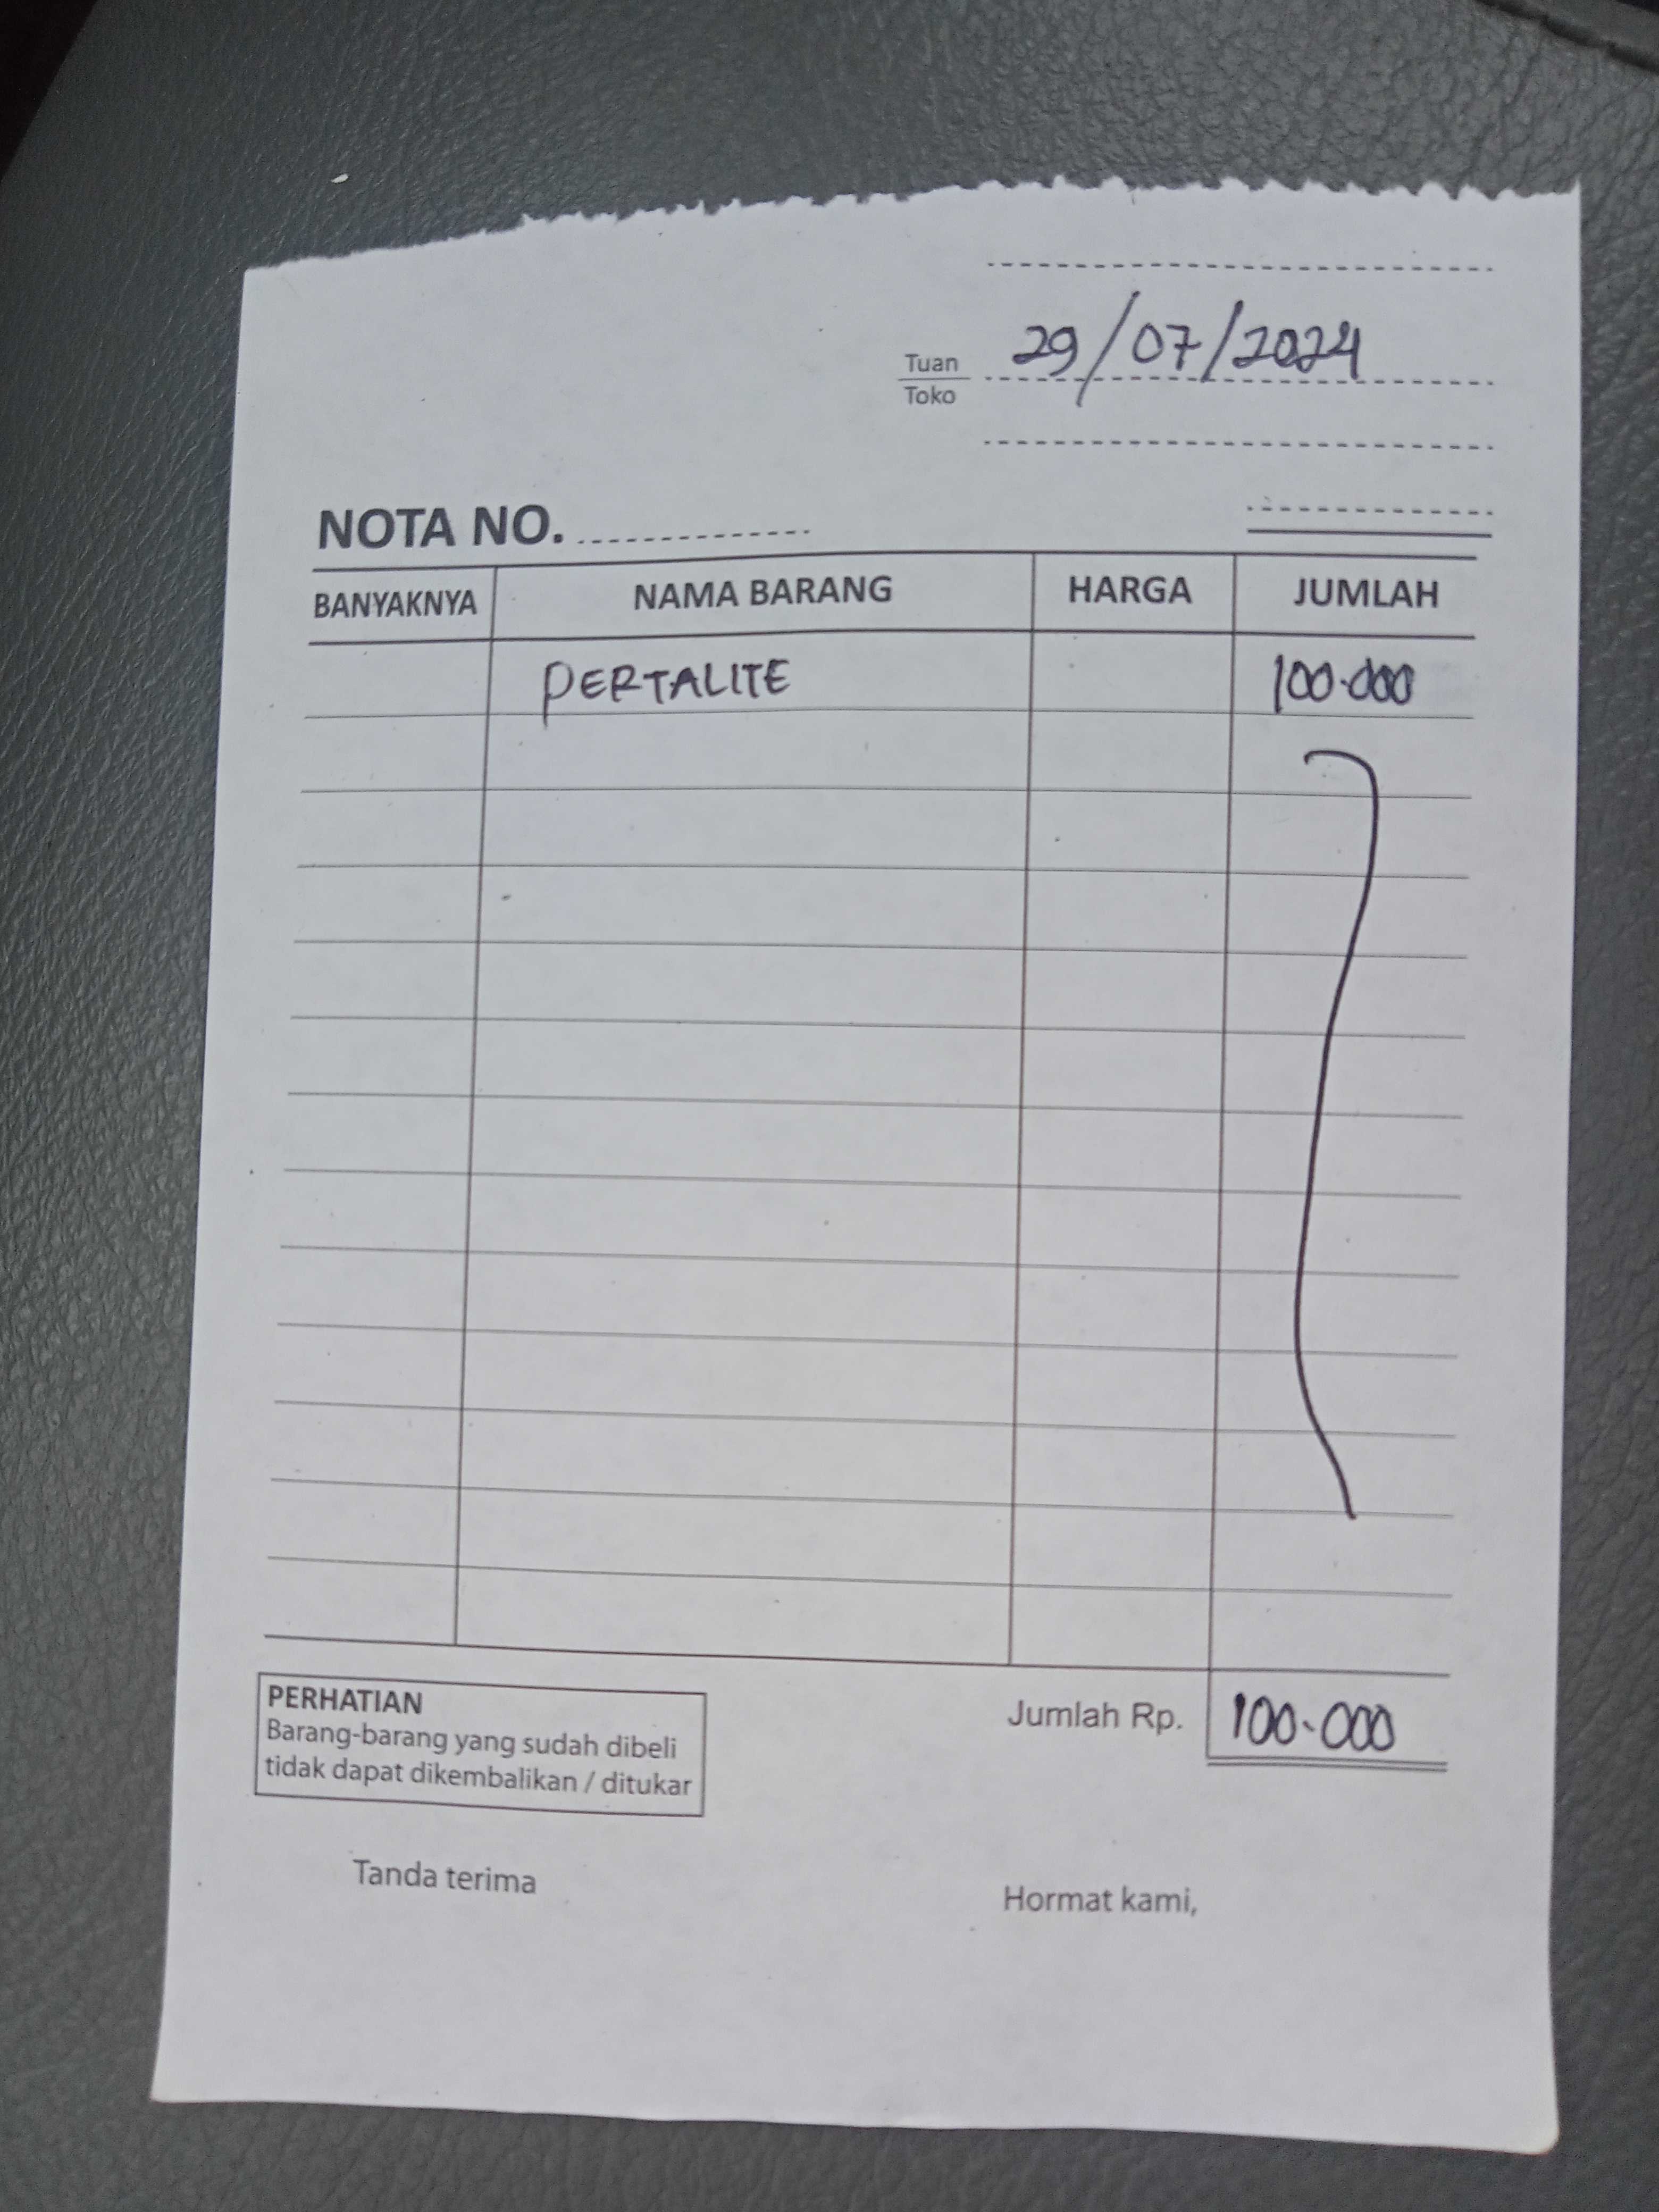 29/07/2024
Tuan
Toko
NOTA NO.
BANYAKNYA NAMA BARANG HARGA JUMLAH
PERTALITE 100.000
Jumlah Rp. 100.000
PERHATIAN
Barang-barang yang sudah dibeli
tidak dapat dikembalikan / ditukar
Tanda terima Hormat kami,